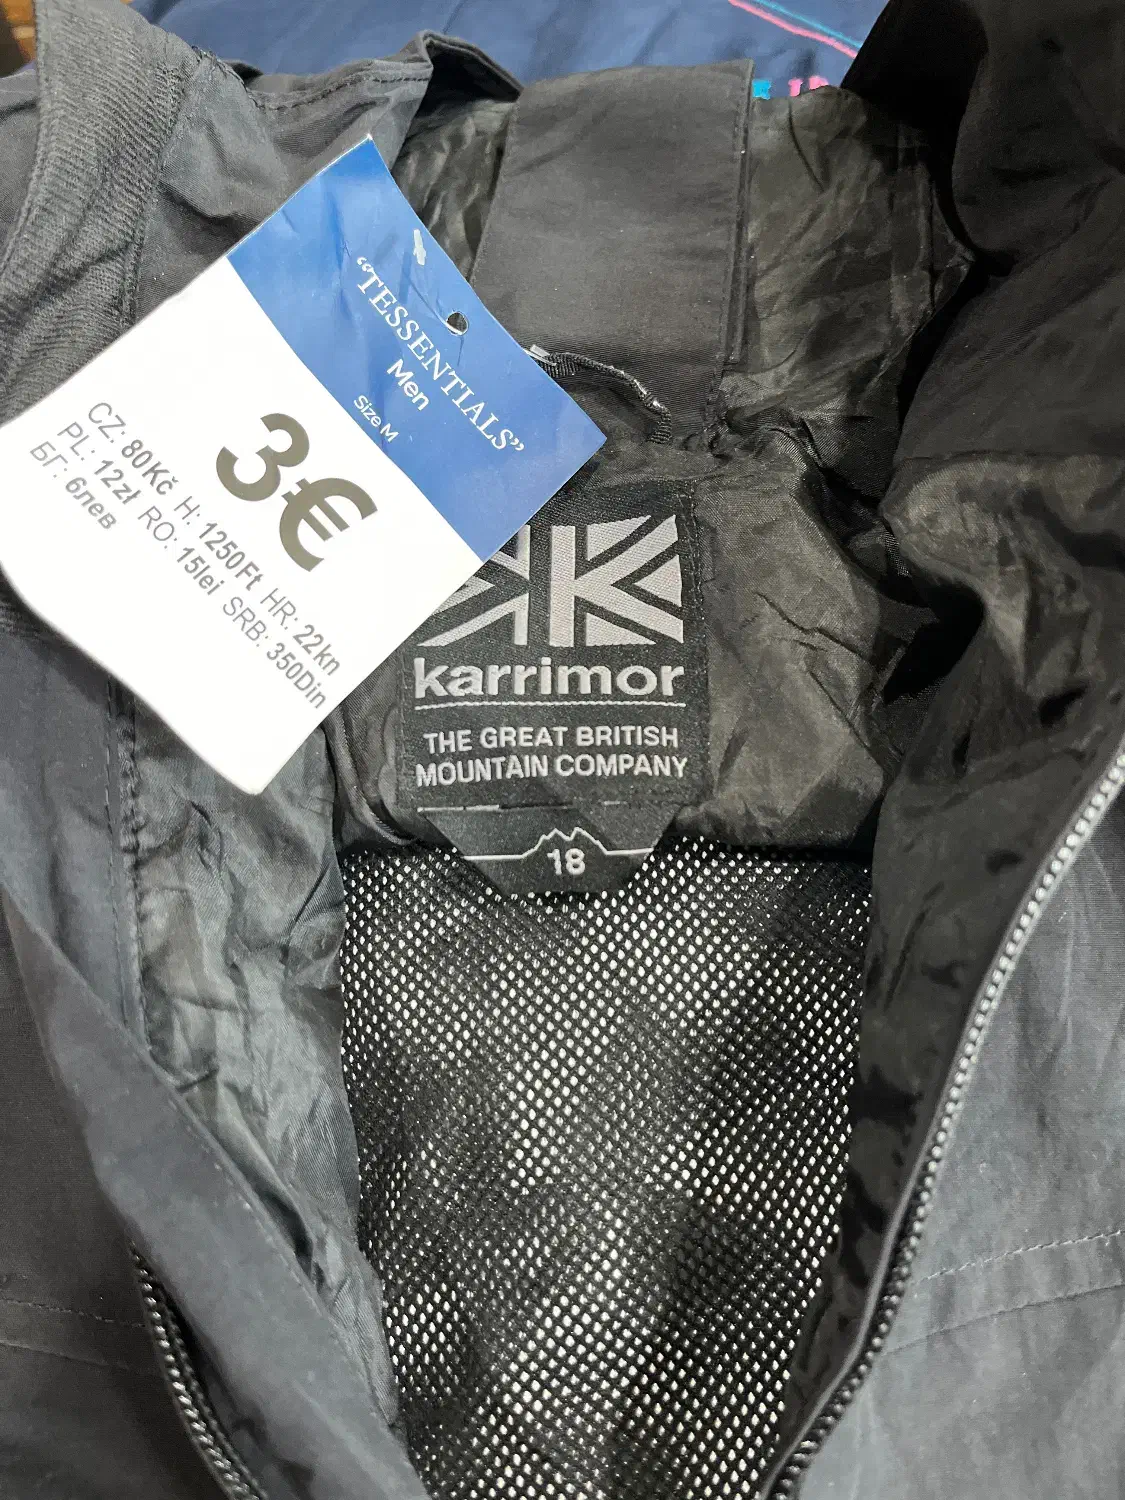 “TESSENTIALS”
Men
Size M
3€
CZ: 80Kč H: 1250Ft HR: 22kn
PL: 12zł RO: 15lei SRB: 350Din
БГ: 6лев
karrimor
THE GREAT BRITISH
MOUNTAIN COMPANY
18